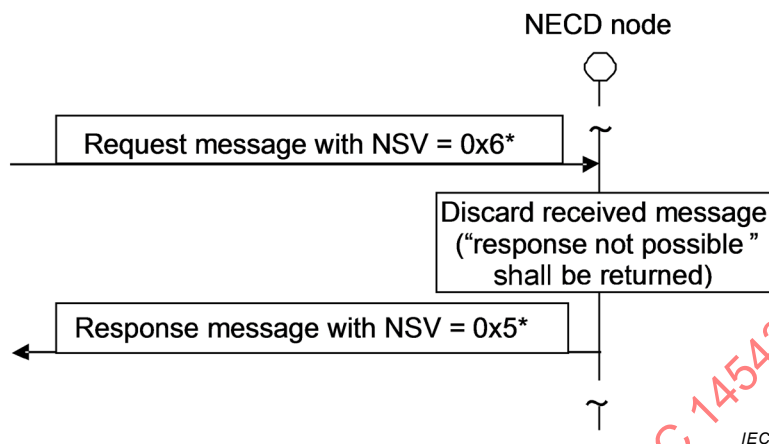 NECD node
~
Request message with NSV = 0x6*
Discard received message
(“response not possible ”
shall be returned)
Response message with NSV = 0x5*
~
IEC